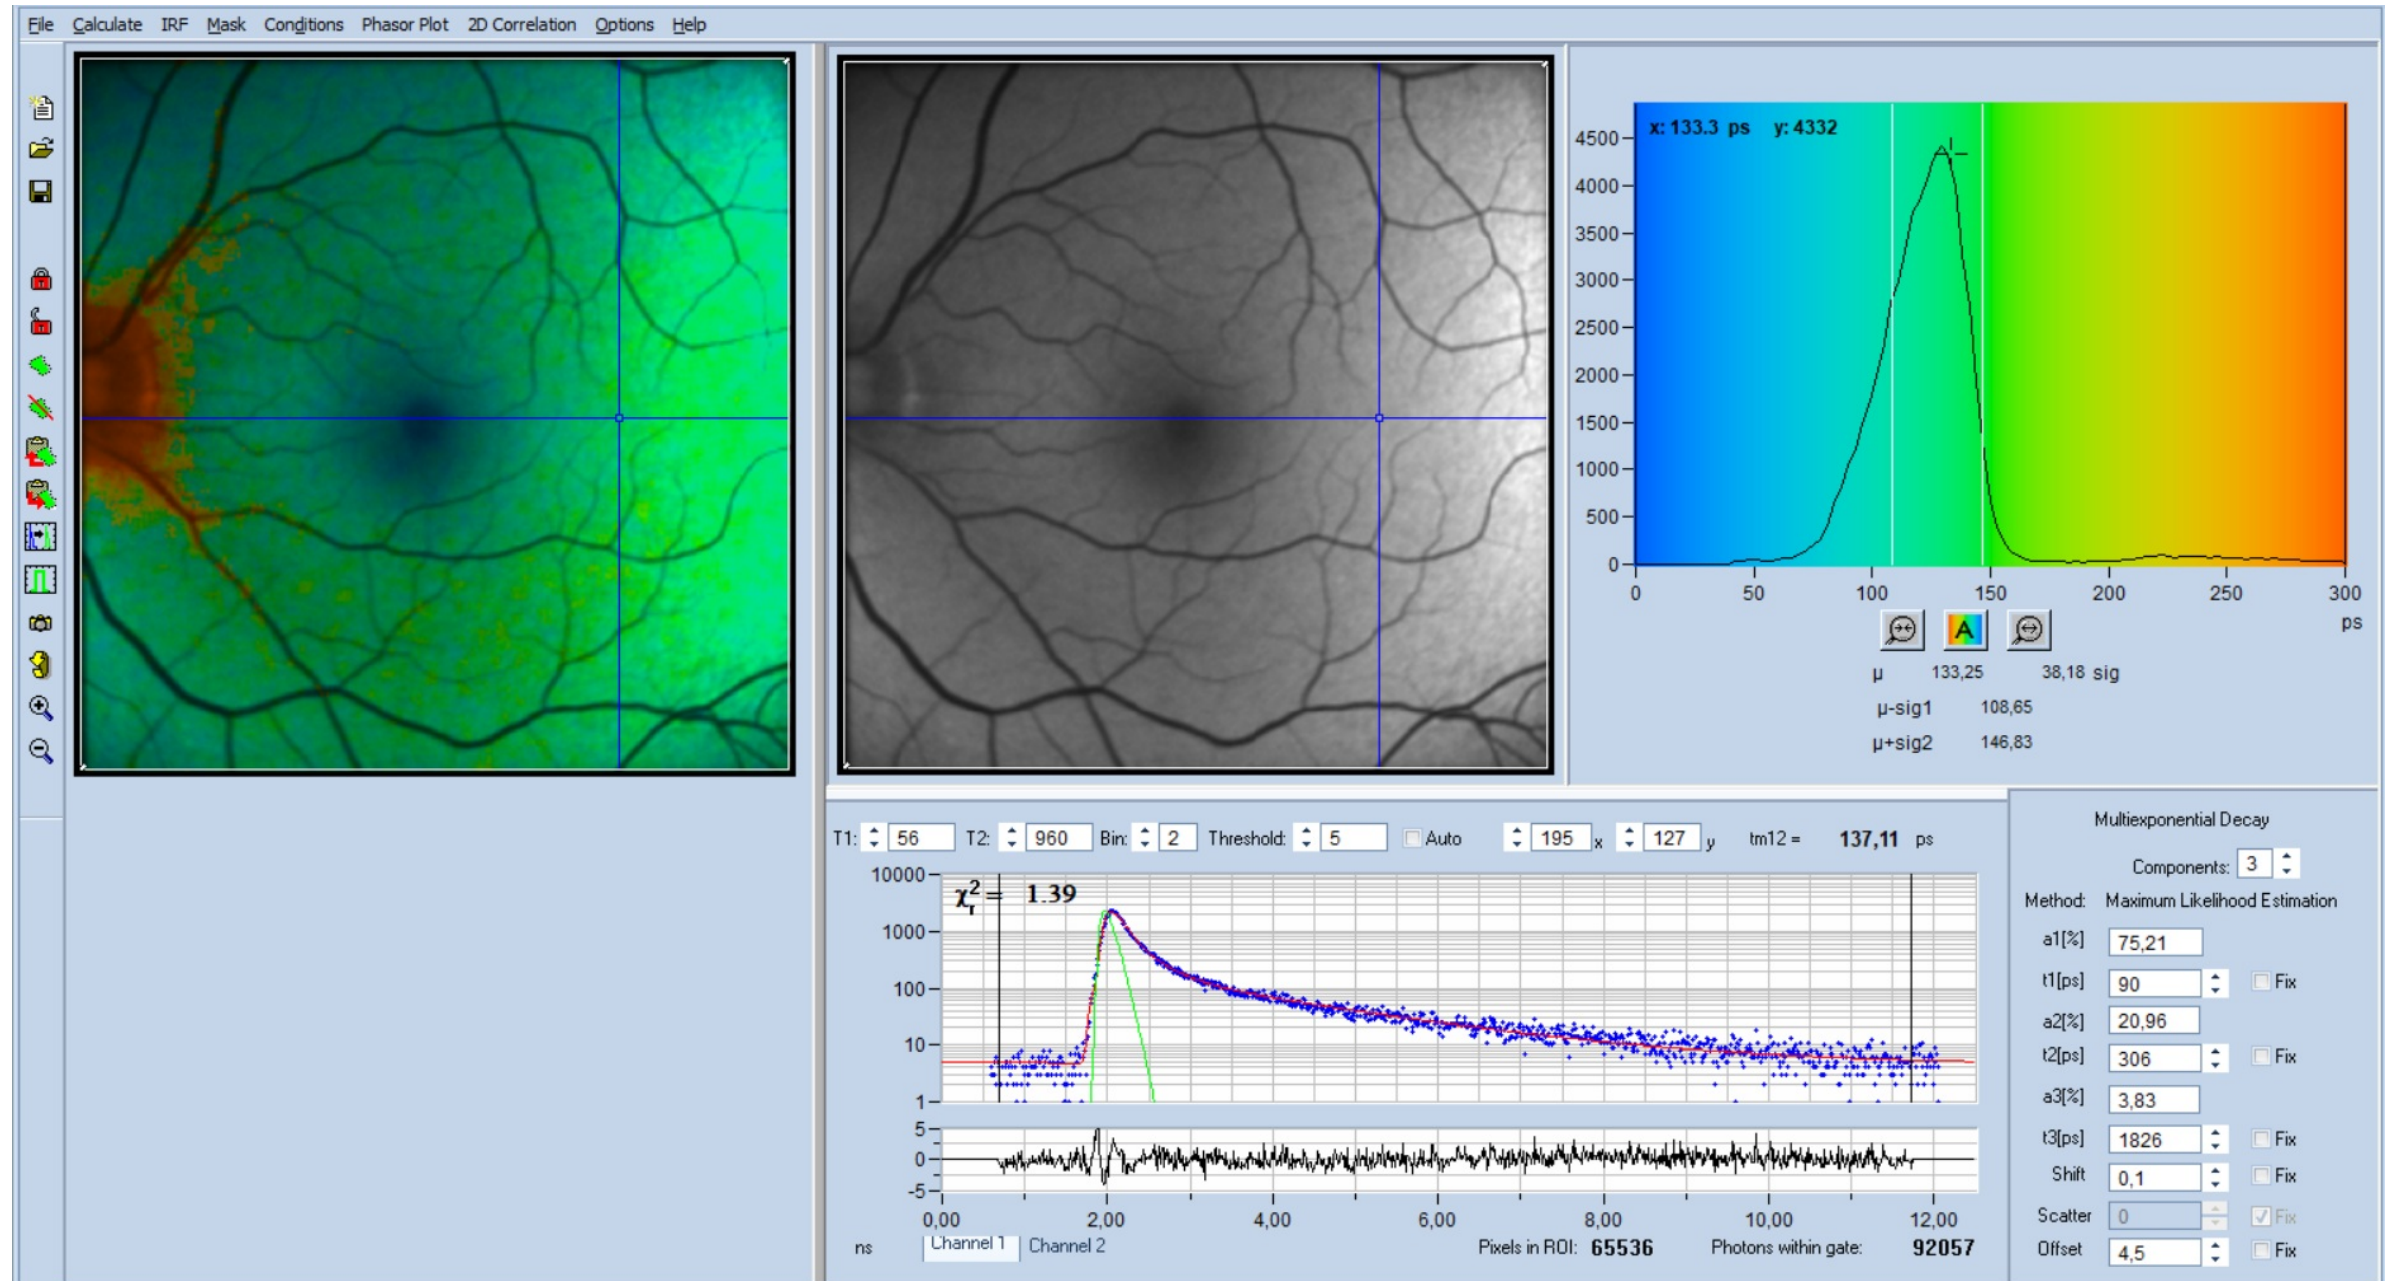 File Calculate IRF Mask Conditions Phasor Plot 2D Correlation Options Help
x: 133.3 ps y: 4332
4500
4000
3500
3000
2500
2000
1500
1000
500
0
0 50 100 150 200 250 300
ps
A
μ 133,25 38,18 sig
μ-sig1 108,65
μ+sig2 146,83
T1: 56 T2: 960 Bin: 2 Threshold: 5 Auto 195 x 127 y tm12 = 137,11 ps
χ²r = 1.39
10000
1000
100
10
1
5
0
-5
0,00 2,00 4,00 6,00 8,00 10,00 12,00
ns Channel 1 Channel 2 Pixels in ROI: 65536 Photons within gate: 92057
Multiexponential Decay
Components: 3
Method: Maximum Likelihood Estimation
a1[%] 75,21
t1[ps] 90 Fix
a2[%] 20,96
t2[ps] 306 Fix
a3[%] 3,83
t3[ps] 1826 Fix
Shift 0,1 Fix
Scatter 0 Fix
Offset 4,5 Fix